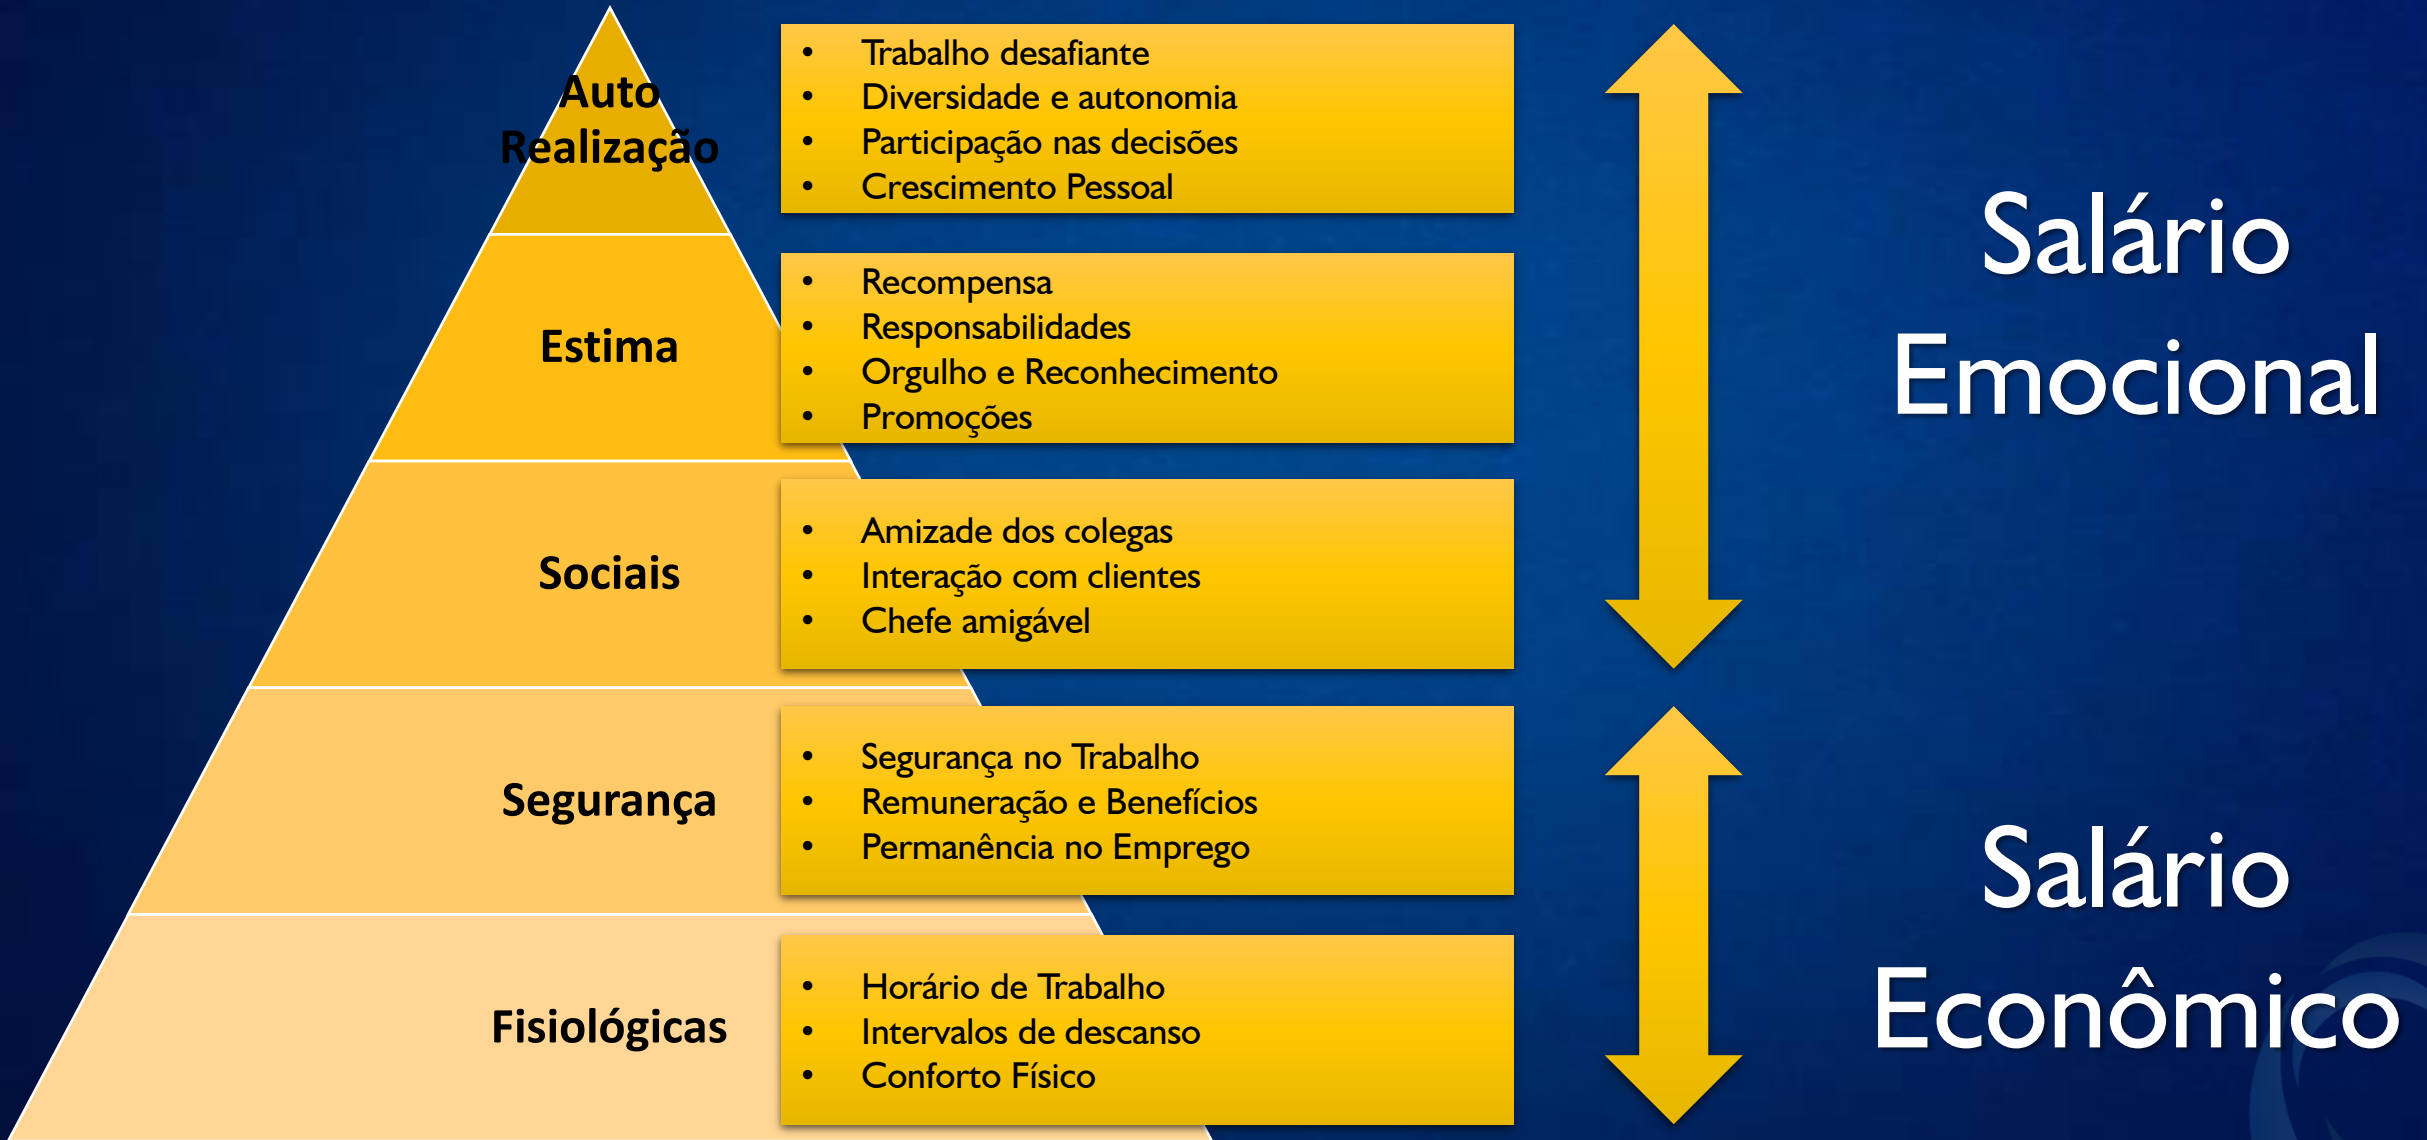 Auto
Realização
• Trabalho desafiante
• Diversidade e autonomia
• Participação nas decisões
• Crescimento Pessoal
Estima
• Recompensa
• Responsabilidades
• Orgulho e Reconhecimento
• Promoções
Sociais
• Amizade dos colegas
• Interação com clientes
• Chefe amigável
Salário
Emocional
Segurança
• Segurança no Trabalho
• Remuneração e Benefícios
• Permanência no Emprego
Fisiológicas
• Horário de Trabalho
• Intervalos de descanso
• Conforto Físico
Salário
Econômico